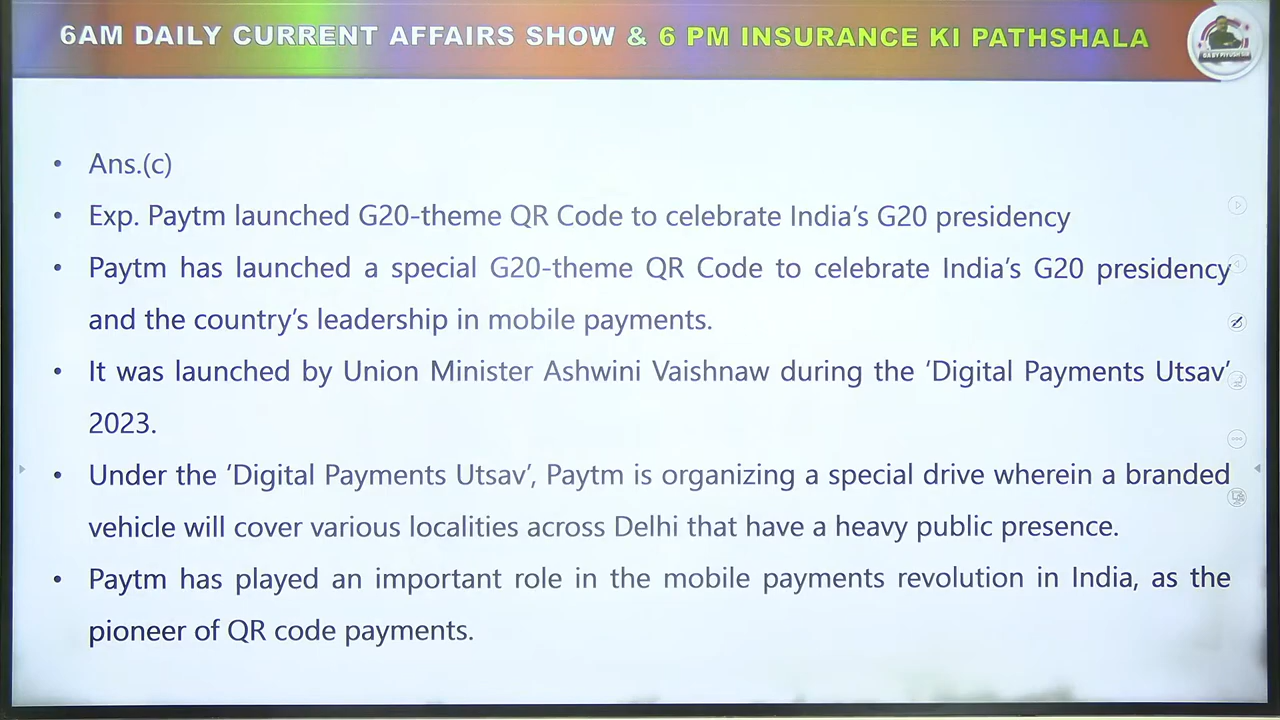 6AM DAILY CURRENT AFFAIRS SHOW & 6 PM INSURANCE KI PATHSHALA
• Ans.(c)
• Exp. Paytm launched G20-theme QR Code to celebrate India’s G20 presidency
• Paytm has launched a special G20-theme QR Code to celebrate India’s G20 presidency
and the country’s leadership in mobile payments.
• It was launched by Union Minister Ashwini Vaishnaw during the ‘Digital Payments Utsav’
2023.
• Under the ‘Digital Payments Utsav’, Paytm is organizing a special drive wherein a branded
vehicle will cover various localities across Delhi that have a heavy public presence.
• Paytm has played an important role in the mobile payments revolution in India, as the
pioneer of QR code payments.